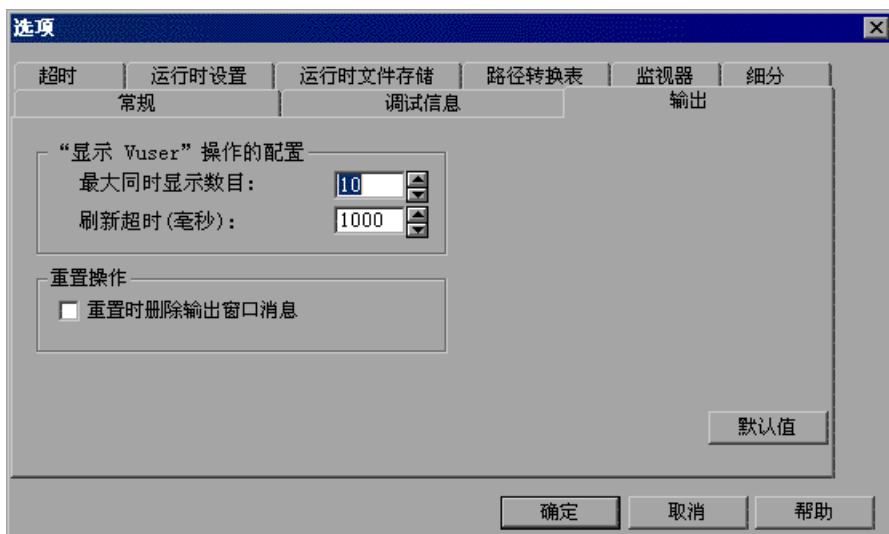 选项
超时 运行时设置 运行时文件存储 路径转换表 监视器 细分
常规 调试信息 输出
“显示 Vuser”操作的配置
最大同时显示数目: 10
刷新超时(毫秒): 1000
重置操作
重置时删除输出窗口消息
默认值
确定 取消 帮助